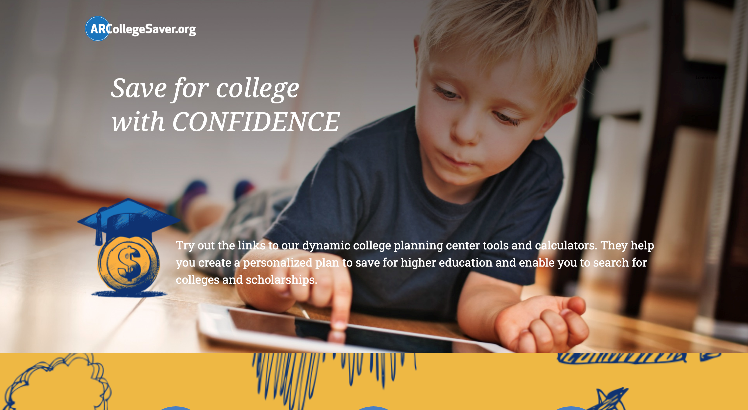 ARCollegeSaver.org
Save for college
with CONFIDENCE
$
Try out the links to our dynamic college planning center tools and calculators. They help
you create a personalized plan to save for higher education and enable you to search for
colleges and scholarships.